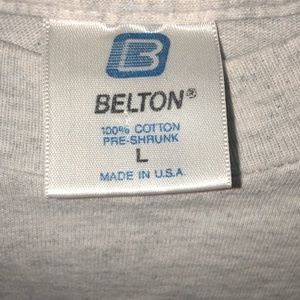 B
BELTON®
100% COTTON
PRE-SHRUNK
L
MADE IN U.S.A.